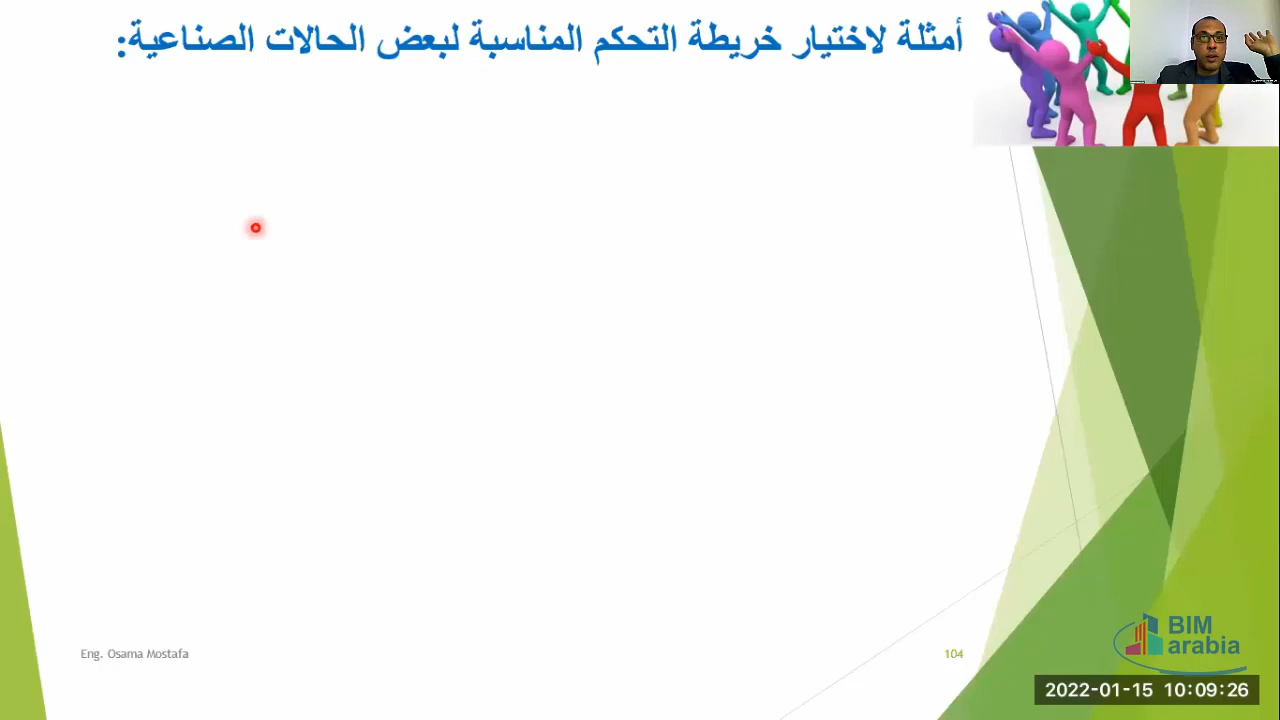 أمثلة لاختيار خريطة التحكم المناسبة لبعض الحالات الصناعية:
Eng. Osama Mostafa
104
BIM
arabia
2022-01-15 10:09:26